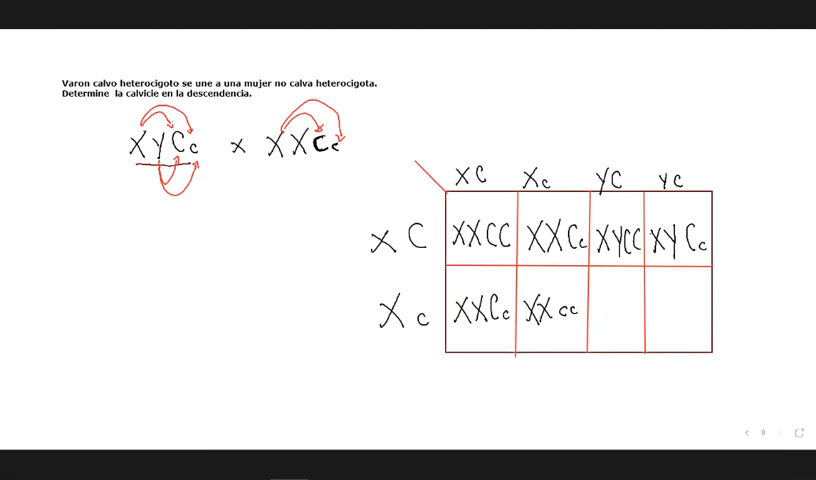 Varon calvo heterocigoto se une a una mujer no calva heterocigota.
Determine la calvicie en la descendencia.
XYCc x XXCc
XC Xc YC Yc
XC XXCC XXCc XYCC XYCc
Xc XXCc XXcc
9